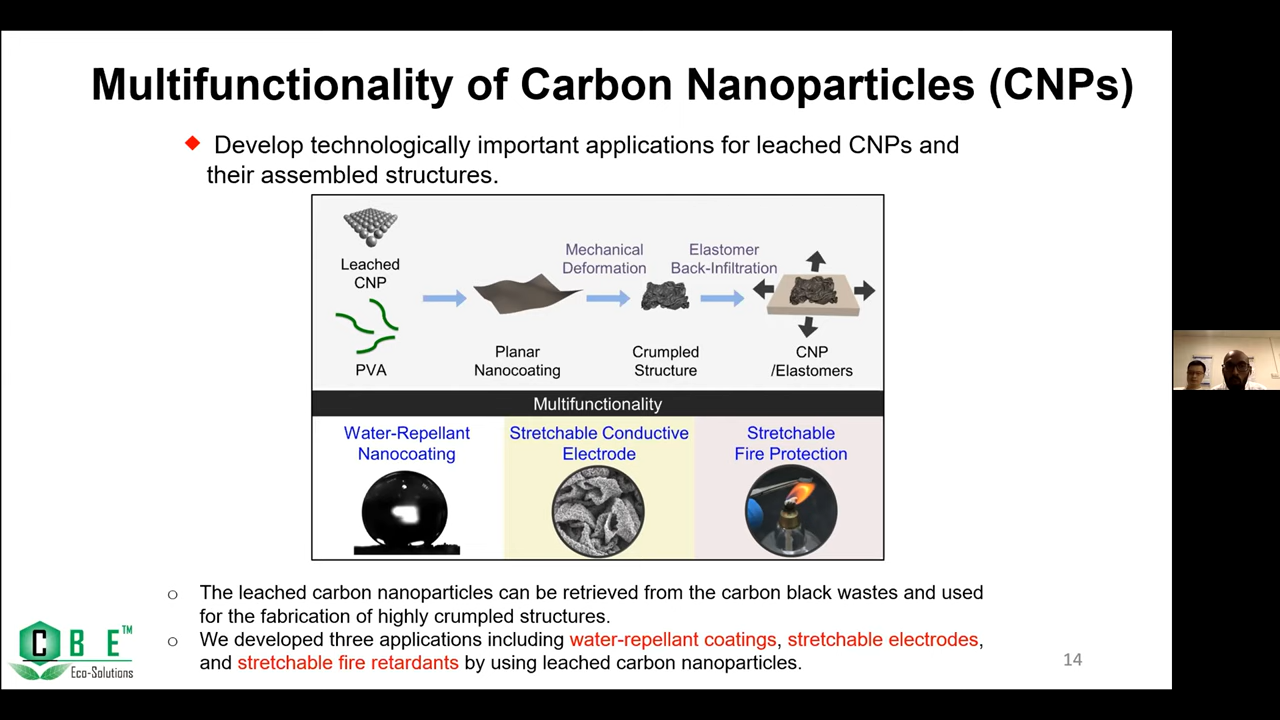 Multifunctionality of Carbon Nanoparticles (CNPs)
Develop technologically important applications for leached CNPs and
their assembled structures.
Leached
CNP
PVA
Planar
Nanocoating
Mechanical
Deformation
Crumpled
Structure
Elastomer
Back-Infiltration
CNP
/Elastomers
Multifunctionality
Water-Repellant
Nanocoating
Stretchable Conductive
Electrode
Stretchable
Fire Protection
The leached carbon nanoparticles can be retrieved from the carbon black wastes and used
for the fabrication of highly crumpled structures.
We developed three applications including water-repellant coatings, stretchable electrodes,
and stretchable fire retardants by using leached carbon nanoparticles.
CBE™
Eco-Solutions
14